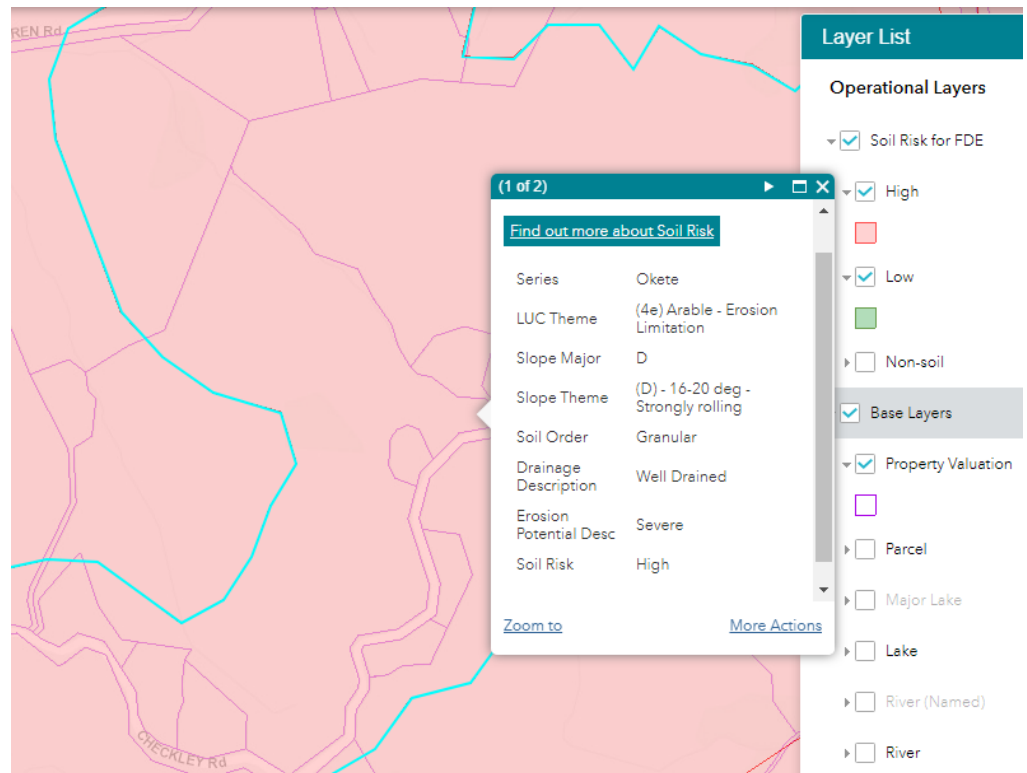 REN Rd
CHECKLEY Rd
(1 of 2)
Find out more about Soil Risk
Series Okete
LUC Theme (4e) Arable - Erosion
Limitation
Slope Major D
Slope Theme (D) - 16-20 deg -
Strongly rolling
Soil Order Granular
Drainage
Description Well Drained
Erosion
Potential Desc Severe
Soil Risk High
Zoom to More Actions
Layer List
Operational Layers
Soil Risk for FDE
High
Low
Non-soil
Base Layers
Property Valuation
Parcel
Major Lake
Lake
River (Named)
River